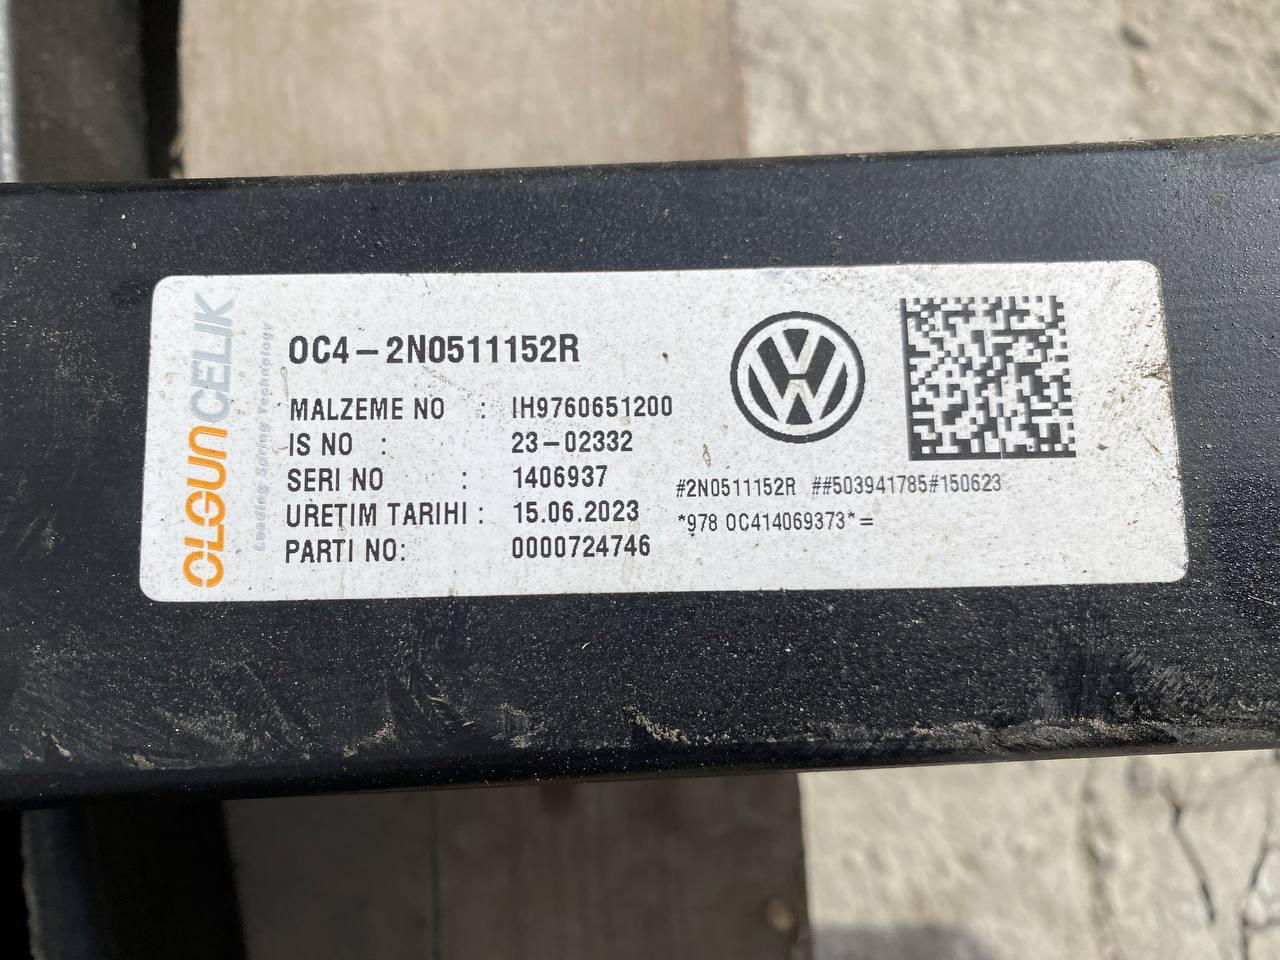 OLGUNCELIK
Leading Spring Technology
OC4-2N0511152R
MALZEME NO : IH9760651200
IS NO : 23-02332
SERI NO : 1406937
URETIM TARIHI : 15.06.2023
PARTI NO: 0000724746
#2N0511152R ##503941785#150623
*978 OC414069373*=